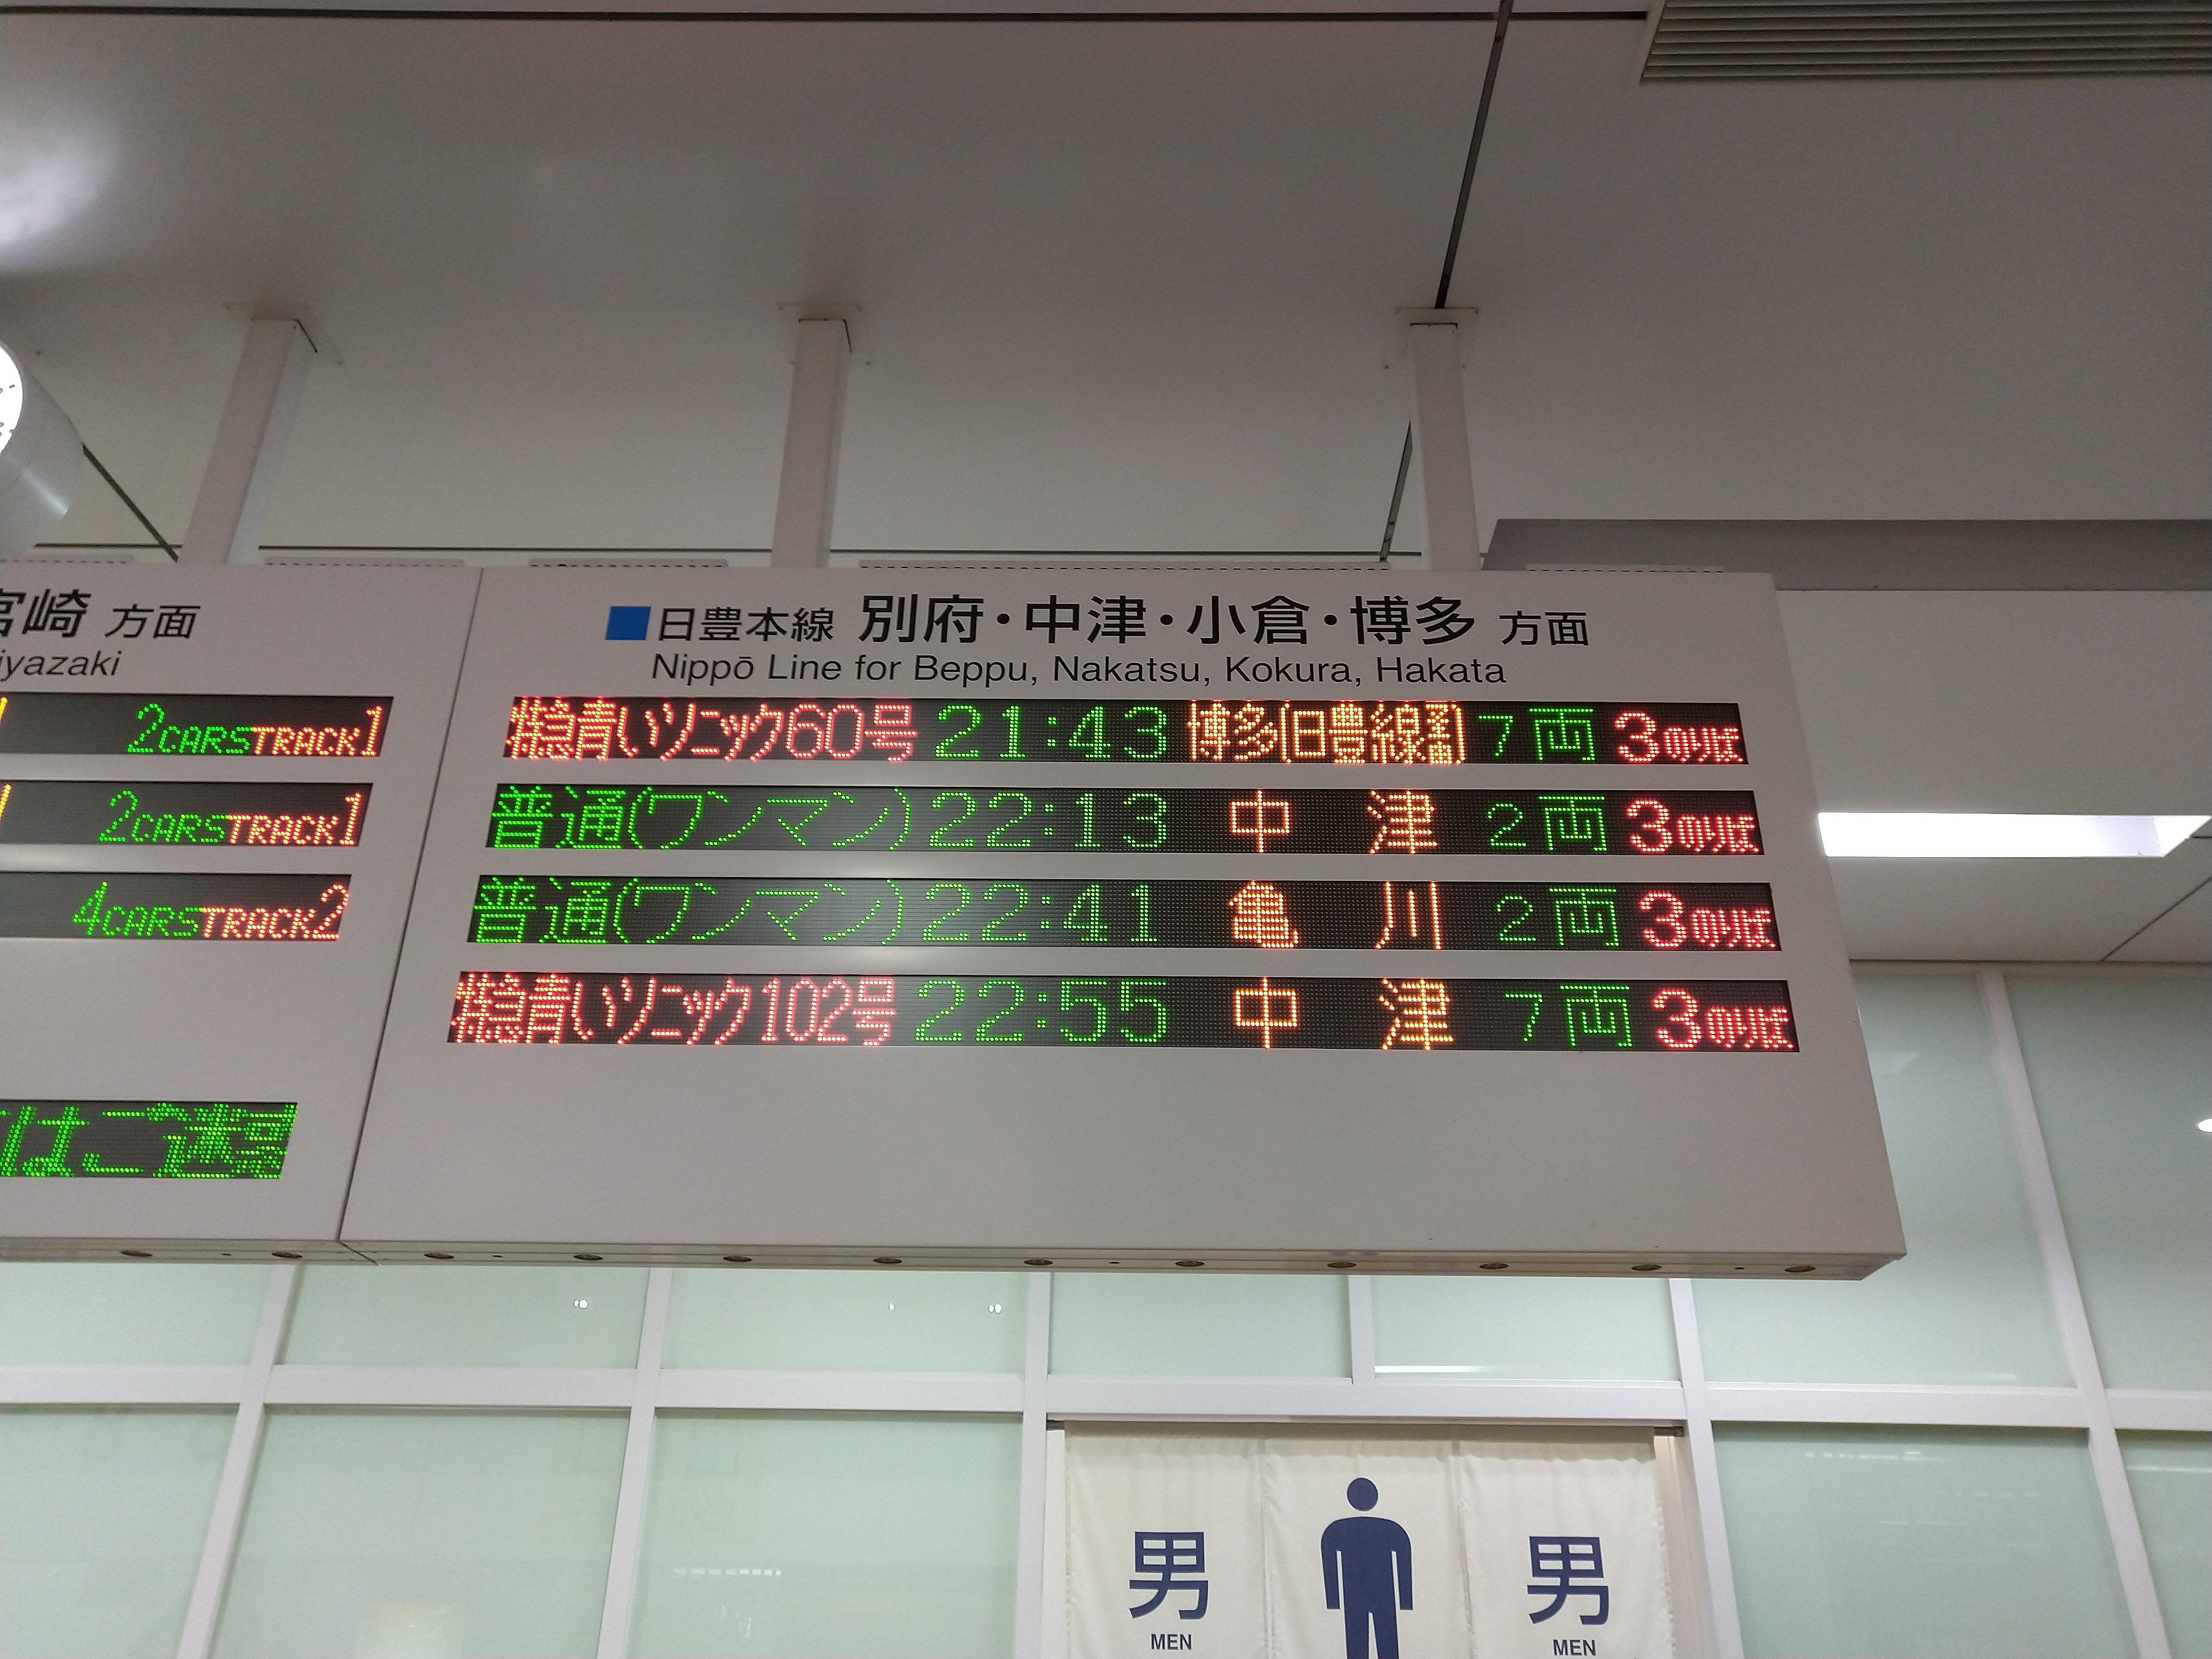 宮崎 方面
iyazaki
2CARSTRACK1
2CARSTRACK1
4CARSTRACK2
はご遠慮
日豊本線 別府・中津・小倉・博多 方面
Nippō Line for Beppu, Nakatsu, Kokura, Hakata
特急青いソニック60号 21:43 博多(日豊線 7両 3のりば
普通(ワンマン) 22:13 中津 2両 3のりば
普通(ワンマン) 22:41 亀川 2両 3のりば
特急青いソニック102号 22:55 中津 7両 3のりば
男 男
MEN MEN